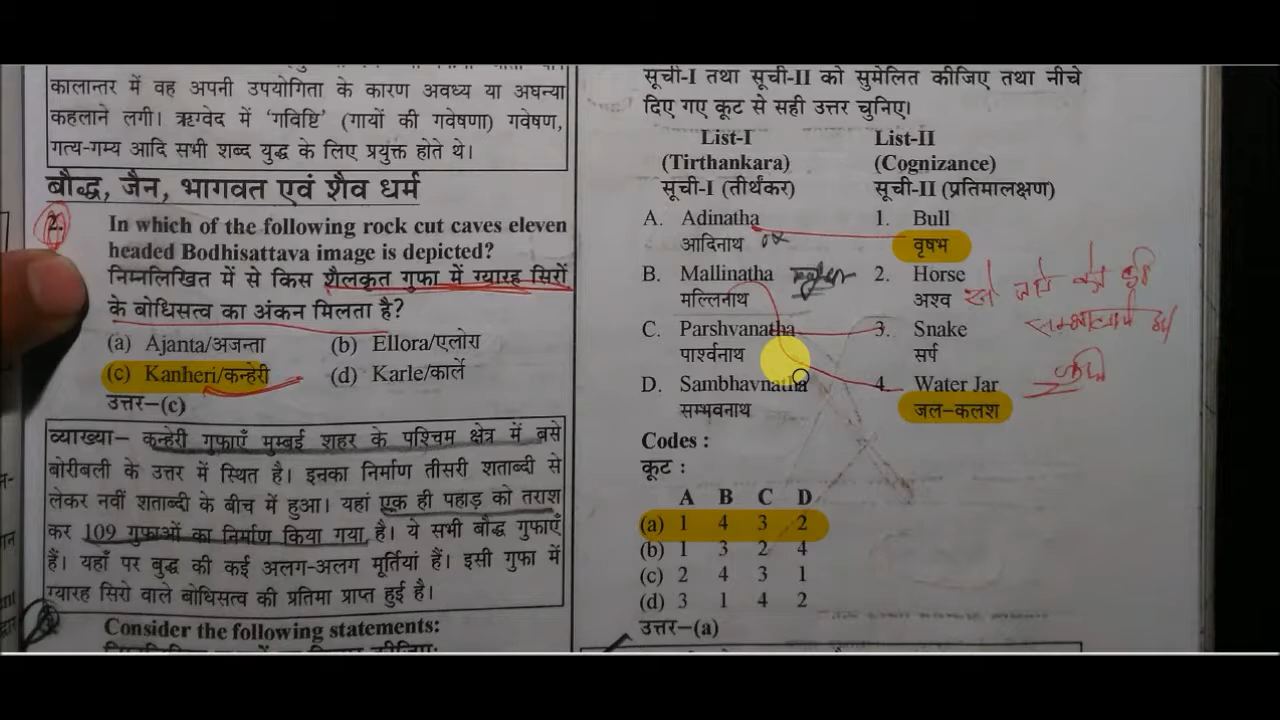 कालान्तर में वह अपनी उपयोगिता के कारण अवध्य या अघन्या
कहलाने लगी। ऋग्वेद में ‘गविष्टि’ (गायों की गवेषणा) गवेषण,
गत्य-गम्य आदि सभी शब्द युद्ध के लिए प्रयुक्त होते थे।
बौद्ध, जैन, भागवत एवं शैव धर्म
2. In which of the following rock cut caves eleven
headed Bodhisattava image is depicted?
निम्नलिखित में से किस शैलकृत गुफा में ग्यारह सिरों
के बोधिसत्व का अंकन मिलता है?
(a) Ajanta/अजन्ता (b) Ellora/एलोरा
(c) Kanheri/कन्हेरी (d) Karle/कार्ले
उत्तर–(c)
व्याख्या– कन्हेरी गुफाएँ मुम्बई शहर के पश्चिम क्षेत्र में बसे
बोरीबली के उत्तर में स्थित है। इनका निर्माण तीसरी शताब्दी से
लेकर नवीं शताब्दी के बीच में हुआ। यहां एक ही पहाड़ को तराश
कर 109 गुफाओं का निर्माण किया गया है। ये सभी बौद्ध गुफाएँ
हैं। यहाँ पर बुद्ध की कई अलग-अलग मूर्तियां हैं। इसी गुफा में
ग्यारह सिरो वाले बोधिसत्व की प्रतिमा प्राप्त हुई है।
Consider the following statements:
सूची-I तथा सूची-II को सुमेलित कीजिए तथा नीचे
दिए गए कूट से सही उत्तर चुनिए।
List-I List-II
(Tirthankara) (Cognizance)
सूची-I (तीर्थंकर) सूची-II (प्रतिमालक्षण)
A. Adinatha 1. Bull
आदिनाथ वृषभ
B. Mallinatha 2. Horse
मल्लिनाथ अश्व
C. Parshvanatha 3. Snake
पार्श्वनाथ सर्प
D. Sambhavnatha 4. Water Jar
सम्भवनाथ जल–कलश
Codes :
कूट :
A B C D
(a) 1 4 3 2
(b) 1 3 2 4
(c) 2 4 3 1
(d) 3 1 4 2
उत्तर–(a)